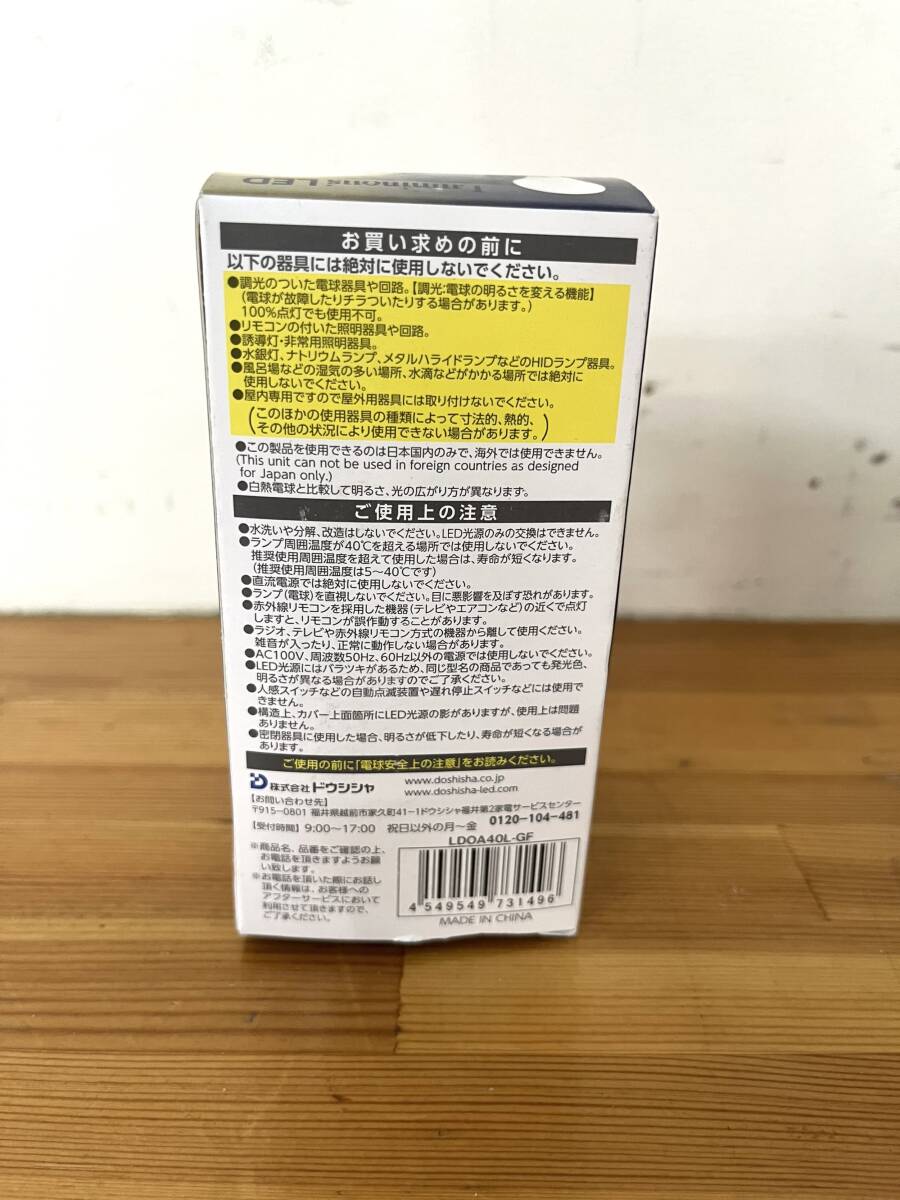 Luminous LED
お買い求めの前に
以下の器具には絶対に使用しないでください。
●調光のついた電球器具や回路。【調光:電球の明るさを変える機能】
(電球が故障したりチラついたりする場合があります。)
100%点灯でも使用不可。
●リモコンの付いた照明器具や回路。
●誘導灯・非常用照明器具。
●水銀灯、ナトリウムランプ、メタルハライドランプなどのHIDランプ器具。
●風呂場などの湿気の多い場所、水滴などがかかる場所では絶対に
使用しないでください。
●屋内専用ですので屋外用器具には取り付けないでください。
(このほかの使用器具の種類によって寸法的、熱的、
その他の状況により使用できない場合があります。)
●この製品を使用できるのは日本国内のみで、海外では使用できません。
(This unit can not be used in foreign countries as designed
for Japan only.)
●白熱電球と比較して明るさ、光の広がり方が異なります。
ご使用上の注意
●水洗いや分解、改造はしないでください。LED光源のみの交換はできません。
●ランプ周囲温度が40℃を超える場所では使用しないでください。
推奨使用周囲温度を超えて使用した場合は、寿命が短くなります。
(推奨使用周囲温度は5〜40℃です)
●直流電源では絶対に使用しないでください。
●ランプ(電球)を直視しないでください。目に悪影響を及ぼす恐れがあります。
●赤外線リモコンを採用した機器(テレビやエアコンなど)の近くで点灯
しますと、リモコンが誤作動することがあります。
●ラジオ、テレビや赤外線リモコン方式の機器から離して使用ください。
雑音が入ったり、正常に動作しない場合があります。
●AC100V、周波数50Hz、60Hz以外の電源では使用しないでください。
●LED光源にはバラツキがあるため、同じ型名の商品であっても発光色、
明るさが異なる場合がありますのでご了承ください。
●人感スイッチなどの自動点滅装置や遅れ停止スイッチなどには使用で
きません。
●構造上、カバー上面箇所にLED光源の影がありますが、使用上は問題
ありません。
●密閉器具に使用した場合、明るさが低下したり、寿命が短くなる場合が
あります。
ご使用の前に「電球安全上の注意」をお読みください。
株式会社ドウシシャ
www.doshisha.co.jp
www.doshisha-led.com
【お問い合わせ先】
〒915-0801 福井県越前市家久町41-1ドウシシャ福井第2家電サービスセンター
【受付時間】 9:00〜17:00 祝日以外の月〜金 0120-104-481
※商品名、品番をご確認の上、
お電話を頂きますようお願
い致します。
※お電話を頂いた際にお話し
頂く情報は、お客様への
アフターサービスにおいて
利用させて頂きますので、
ご了承ください。
LDOA40L-GF
4 549549 731496
MADE IN CHINA